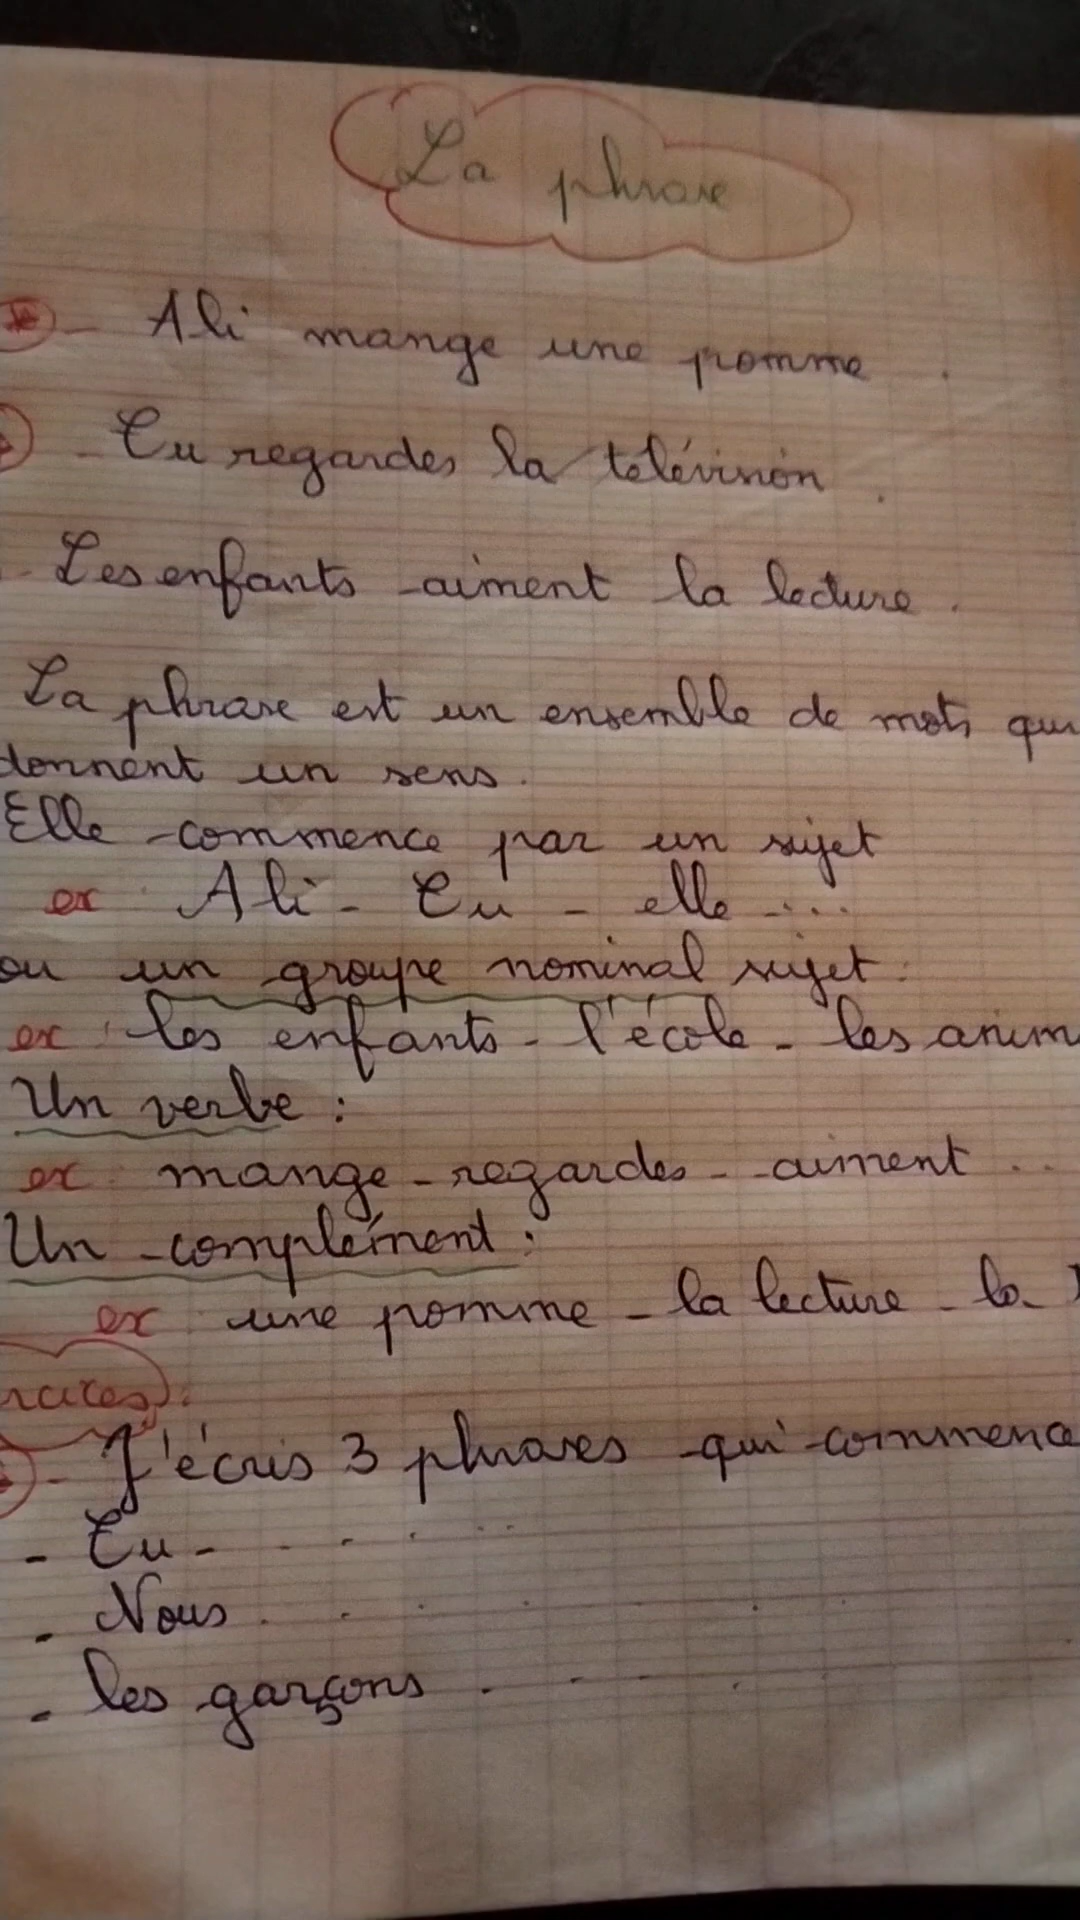 La phrase
- Ali mange une pomme.
- Tu regardes la télévision.
- Les enfants aiment la lecture.
La phrase est un ensemble de mots qui
donnent un sens.
Elle commence par un sujet
ex : Ali - Tu - elle ...
ou un groupe nominal sujet.
ex : les enfants - l'école - les anim
Un verbe :
ex : mange - regardes - aiment ..
Un complément :
ex : une pomme - la lecture - la
- J'écris 3 phrases qui commence
- Tu - . . . .
- Nous . . . . . .
- les garçons . . . .